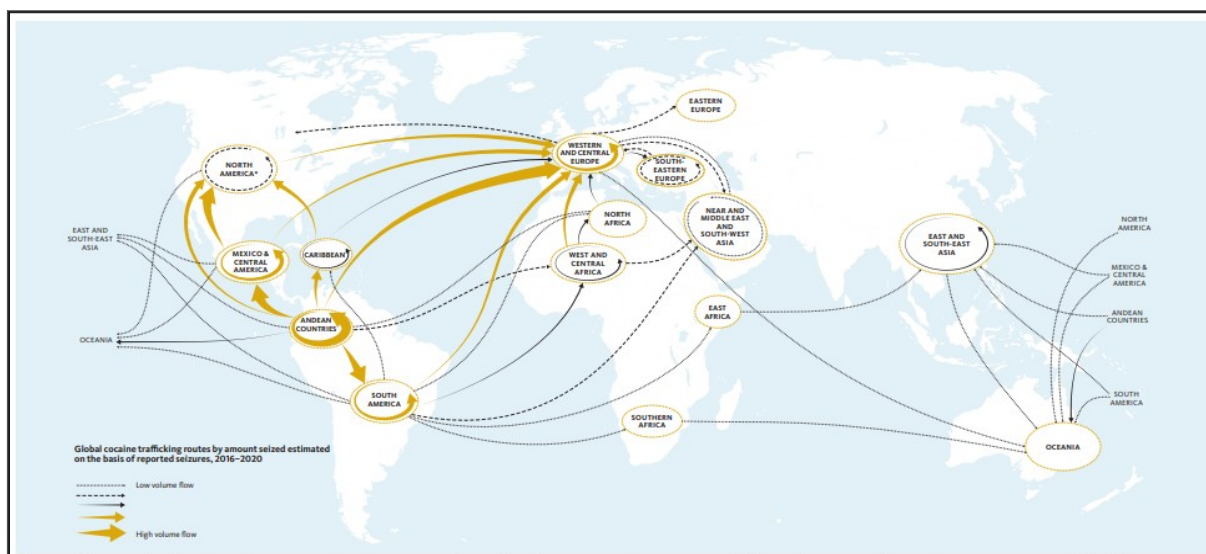 EASTERN
EUROPE
WESTERN
AND CENTRAL
EUROPE
NORTH
AMERICA*
SOUTH-
EASTERN
EUROPE
NORTH
AFRICA
NEAR AND
MIDDLE EAST
AND
SOUTH-WEST
ASIA
EAST AND
SOUTH-EAST
ASIA
MEXICO &
CENTRAL
AMERICA
CARIBBEAN
WEST AND
CENTRAL
AFRICA
EAST AND
SOUTH-EAST
ASIA
NORTH
AMERICA
MEXICO &
CENTRAL
AMERICA
ANDEAN
COUNTRIES
EAST
AFRICA
ANDEAN
COUNTRIES
OCEANIA
SOUTH
AMERICA
SOUTHERN
AFRICA
SOUTH
AMERICA
OCEANIA
Global cocaine trafficking routes by amount seized estimated
on the basis of reported seizures, 2016–2020
Low volume flow
High volume flow